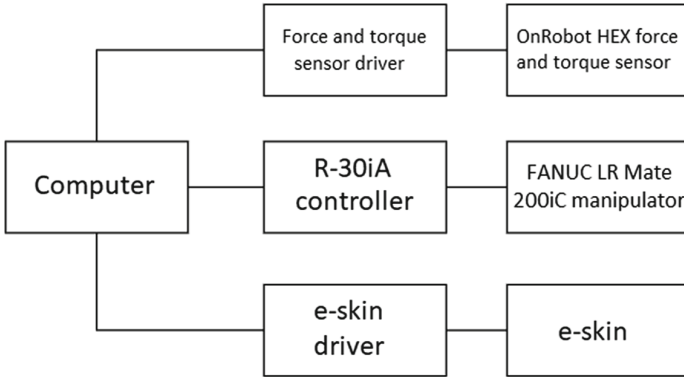 Force and torque
sensor driver
OnRobot HEX force
and torque sensor
Computer
R-30iA
controller
FANUC LR Mate
200iC manipulator
e-skin
driver
e-skin